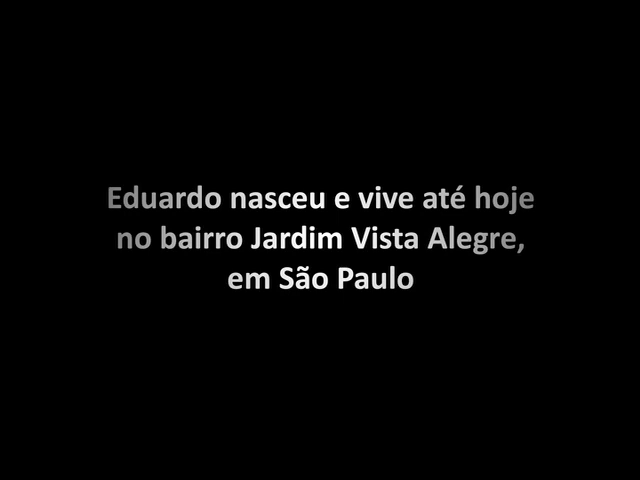 Eduardo nasceu e vive até hoje
no bairro Jardim Vista Alegre,
em São Paulo